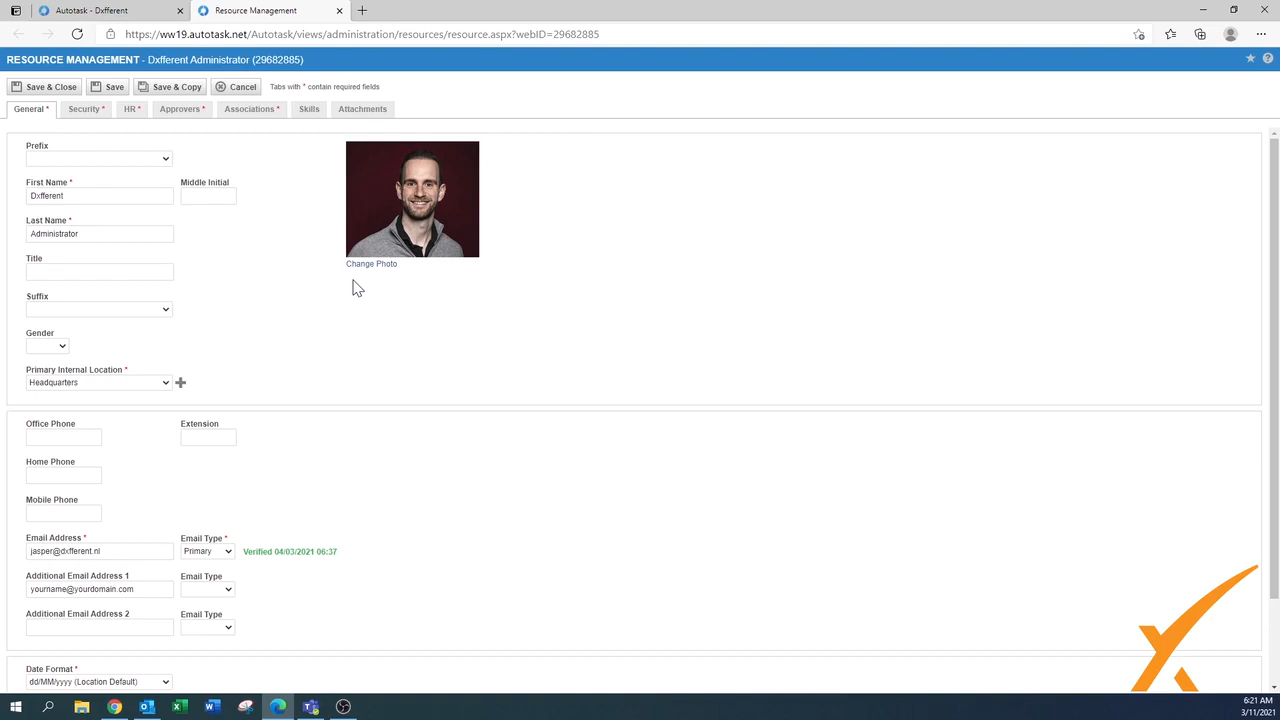 Autotask - Dxfferent
Resource Management
https://ww19.autotask.net/Autotask/views/administration/resources/resource.aspx?webID=29682885
RESOURCE MANAGEMENT - Dxfferent Administrator (29682885)
Save & Close
Save
Save & Copy
Cancel
Tabs with * contain required fields
General *
Security *
HR *
Approvers *
Associations *
Skills
Attachments
Prefix
First Name *
Middle Initial
Dxfferent
Last Name *
Administrator
Title
Change Photo
Suffix
Gender
Primary Internal Location *
Headquarters
Office Phone
Extension
Home Phone
Mobile Phone
Email Address *
Email Type *
jasper@dxfferent.nl
Primary
Verified 04/03/2021 06:37
Additional Email Address 1
Email Type
yourname@yourdomain.com
Additional Email Address 2
Email Type
Date Format *
dd/MM/yyyy (Location Default)
6:21 AM
3/11/2021